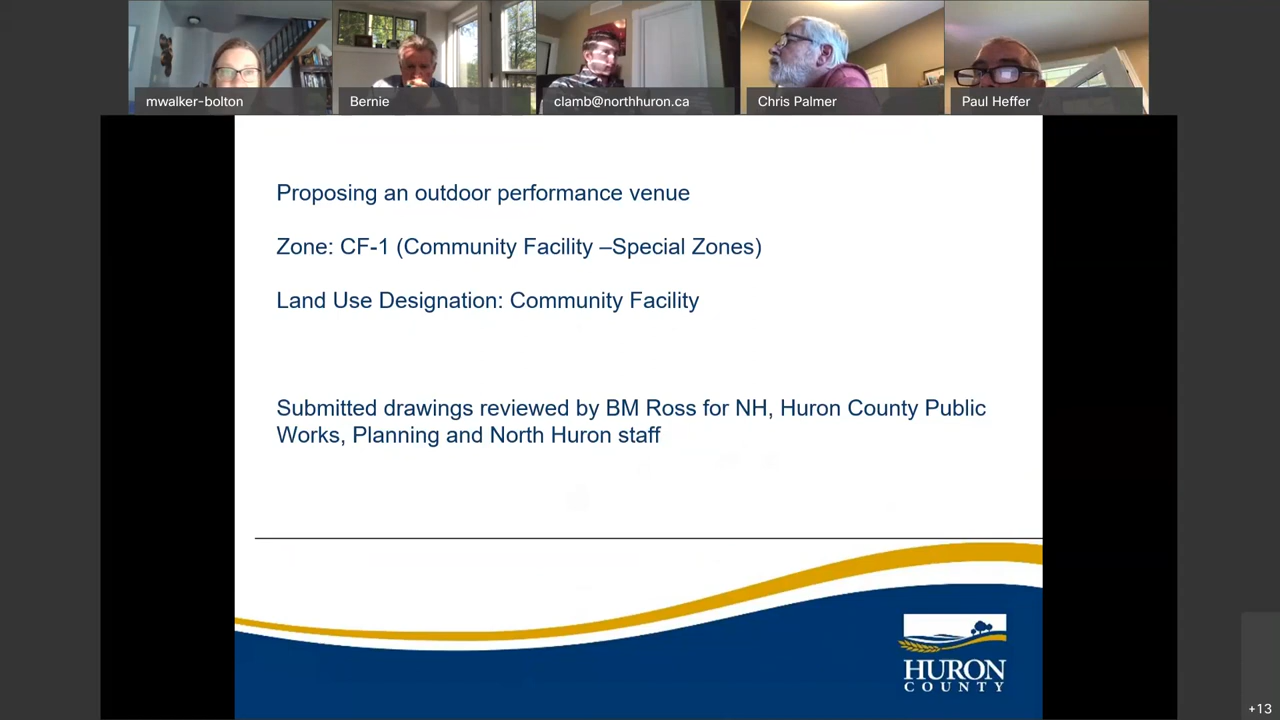 mwalker-bolton
Bernie
clamb@northhuron.ca
Chris Palmer
Paul Heffer
Proposing an outdoor performance venue
Zone: CF-1 (Community Facility –Special Zones)
Land Use Designation: Community Facility
Submitted drawings reviewed by BM Ross for NH, Huron County Public
Works, Planning and North Huron staff
HURON
COUNTY
+13